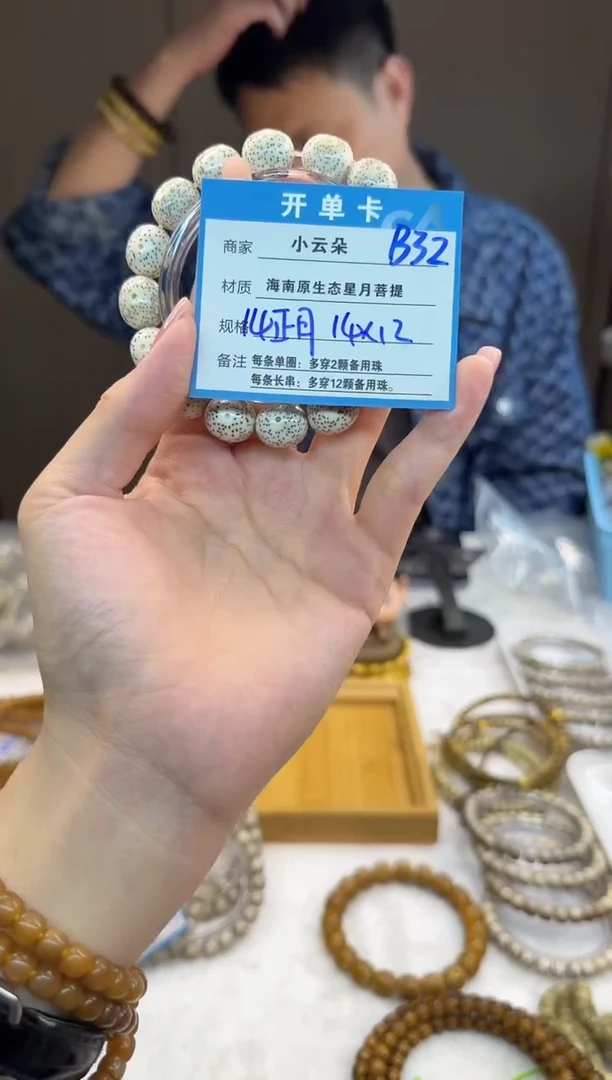 开单卡
商家 小云朵 B32
材质 海南原生态星月菩提
规格 14正月 14×12
备注 每条单圈：多穿2颗备用珠
每条长串：多穿12颗备用珠。